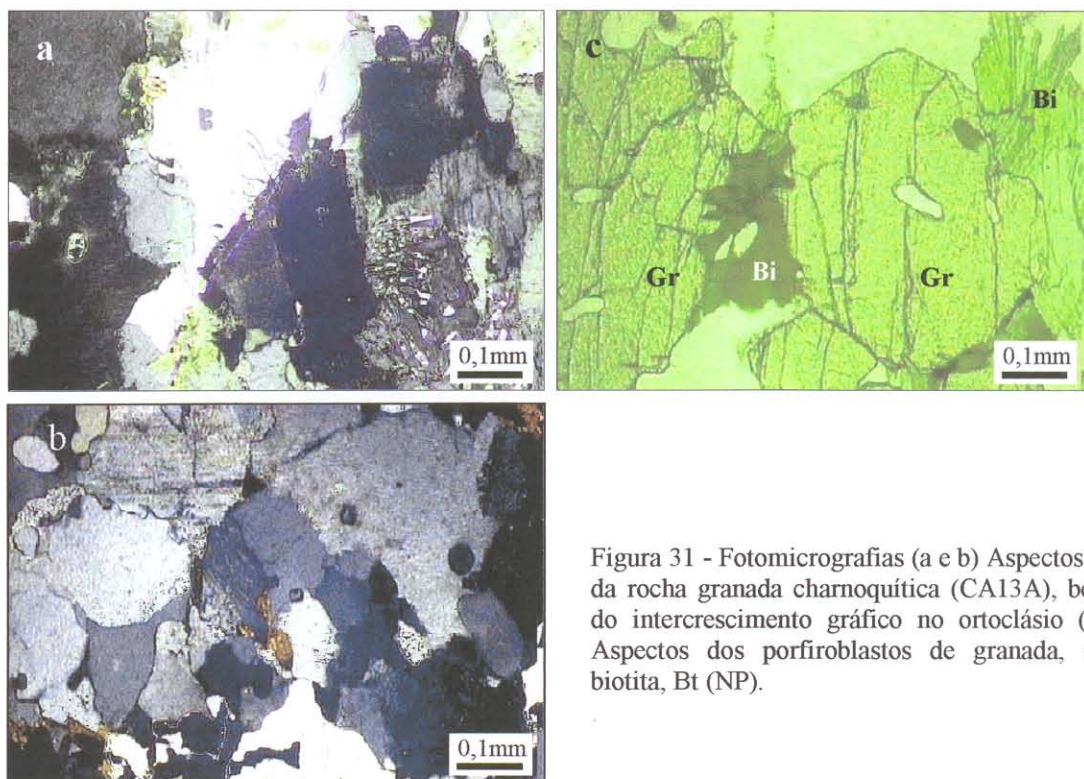 a
0,1mm
c
Bi
Gr
Bi
Gr
0,1mm
b
0,1mm
Figura 31 - Fotomicrografias (a e b) Aspectos
da rocha granada charnoquítica (CA13A),
do intercrescimento gráfico no ortoclásio
Aspectos dos porfiroblastos de granada,
biotita, Bt (NP).